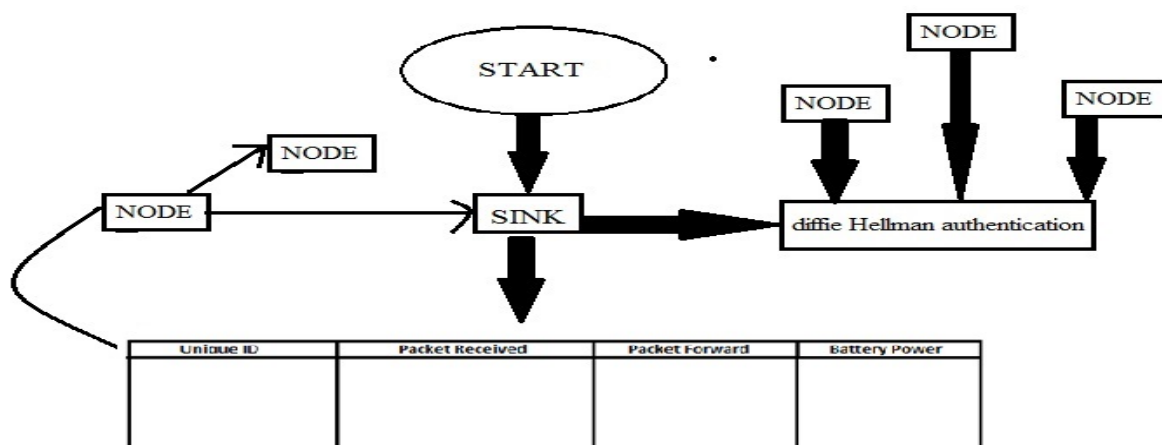 NODE
START
NODE
NODE
NODE
NODE
SINK
diffie Hellman authentication
Unique ID Packet Received Packet Forward Battery Power